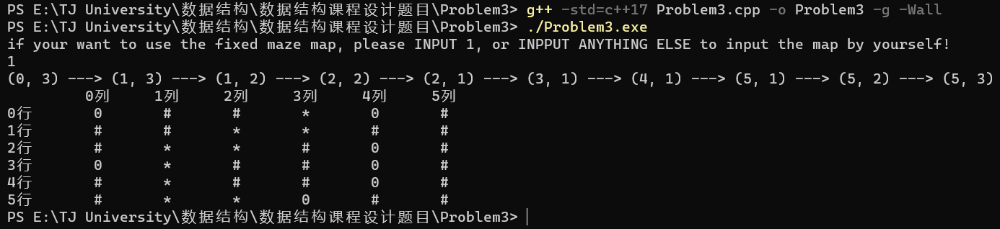 PS E:\TJ University\数据结构\数据结构课程设计题目\Problem3> g++ -std=c++17 Problem3.cpp -o Problem3 -g -Wall
PS E:\TJ University\数据结构\数据结构课程设计题目\Problem3> ./Problem3.exe
if your want to use the fixed maze map, please INPUT 1, or INPPUT ANYTHING ELSE to input the map by yourself!
1
(0, 3) ---> (1, 3) ---> (1, 2) ---> (2, 2) ---> (2, 1) ---> (3, 1) ---> (4, 1) ---> (5, 1) ---> (5, 2) ---> (5, 3)
0列 1列 2列 3列 4列 5列
0行 0 # # * 0 #
1行 # # * * # #
2行 # * * # 0 #
3行 0 * # # 0 #
4行 # * # # 0 #
5行 # * * 0 # #
PS E:\TJ University\数据结构\数据结构课程设计题目\Problem3>